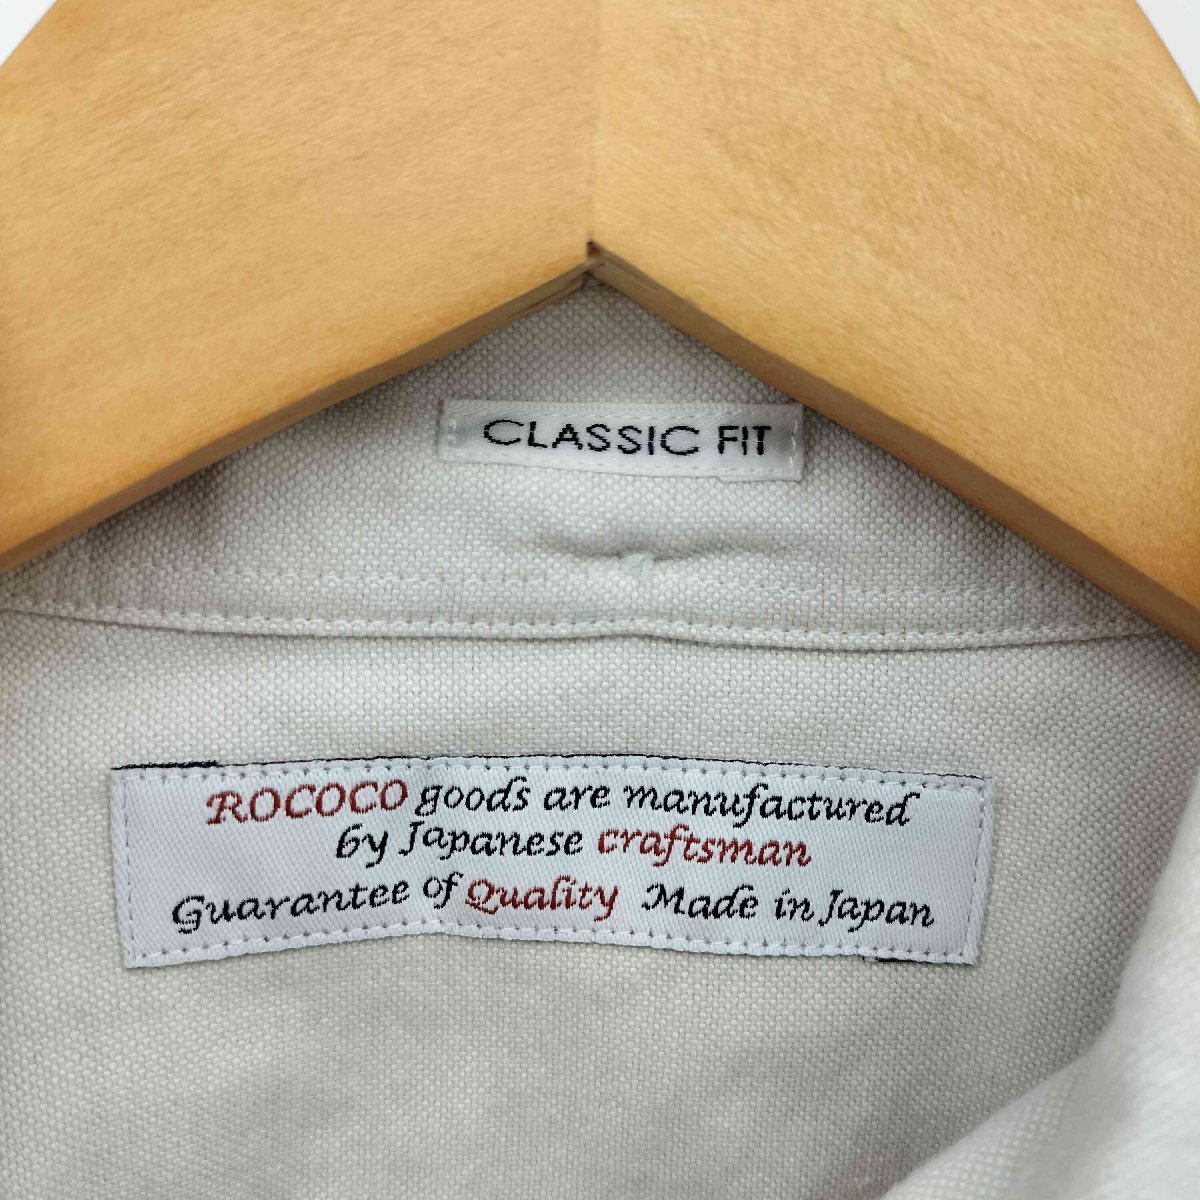 CLASSIC FIT
ROCOCO goods are manufactured
by Japanese craftsman
Guarantee of Quality Made in Japan